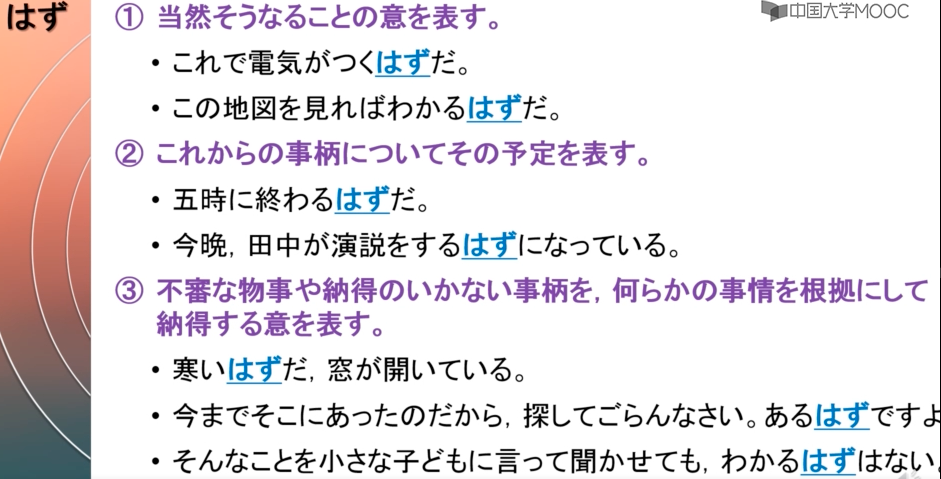 はず
中国大学MOOC
① 当然そうなることの意を表す。
・これで電気がつくはずだ。
・この地図を見ればわかるはずだ。
② これからの事柄についてその予定を表す。
・五時に終わるはずだ。
・今晩，田中が演説をするはずになっている。
③ 不審な物事や納得のいかない事柄を，何らかの事情を根拠にして
納得する意を表す。
・寒いはずだ，窓が開いている。
・今までそこにあったのだから，探してごらんなさい。あるはずですよ
・そんなことを小さな子どもに言って聞かせても，わかるはずはない。